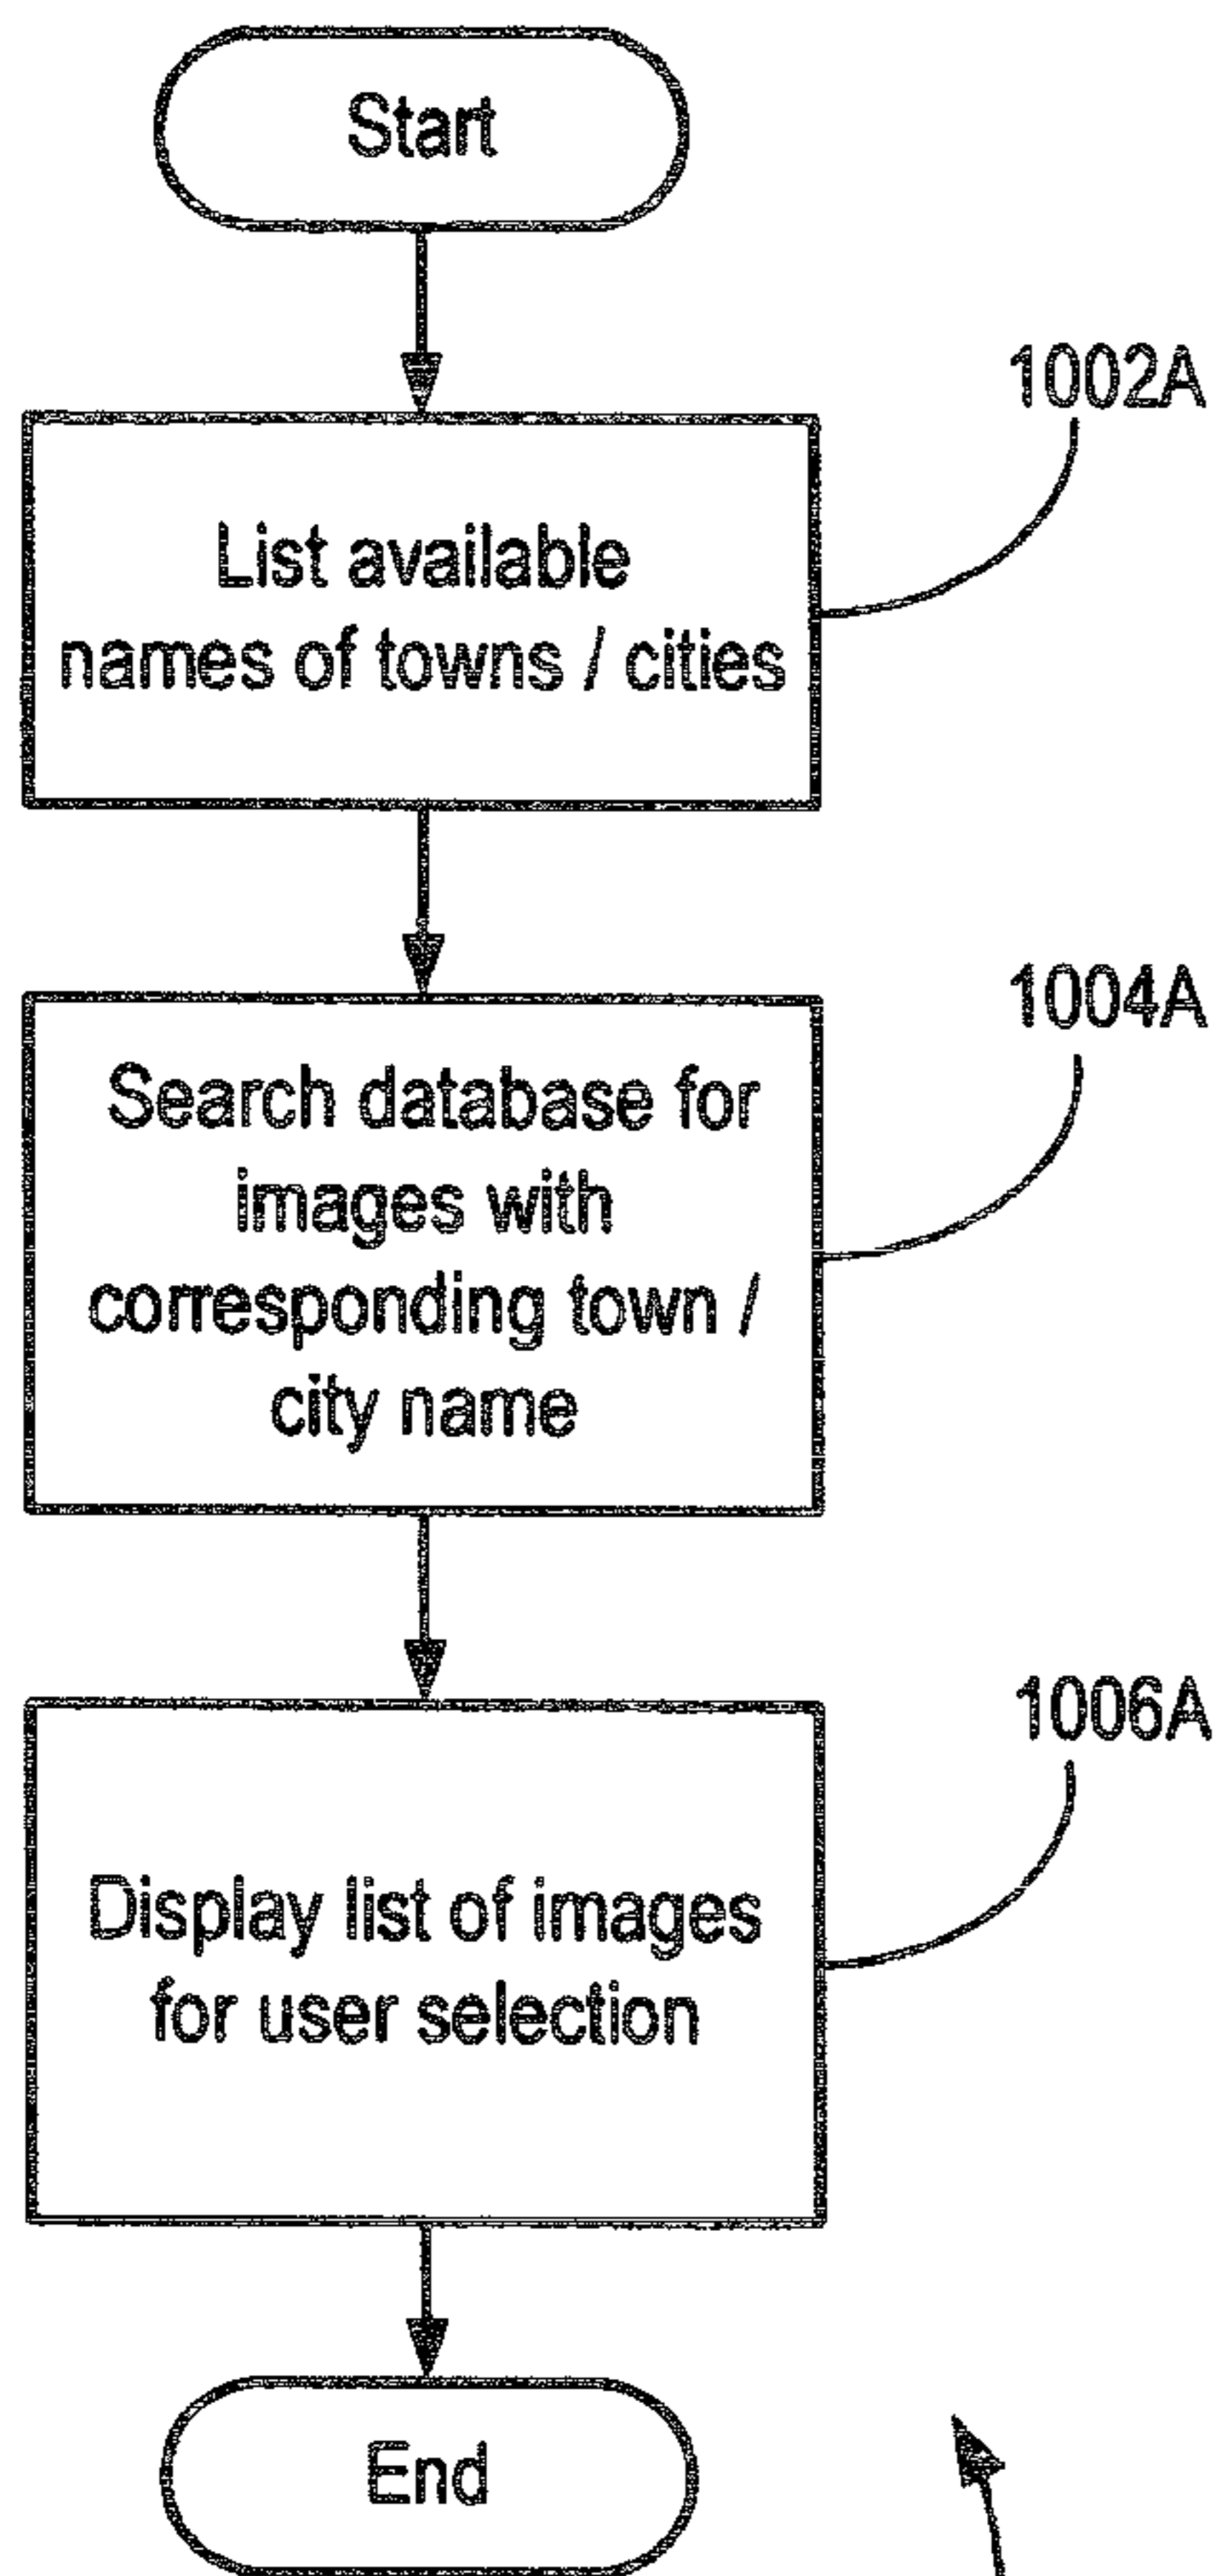 Start
1002A
List available
names of towns / cities
1004A
Search database for
images with
corresponding town /
city name
1006A
Display list of images
for user selection
End